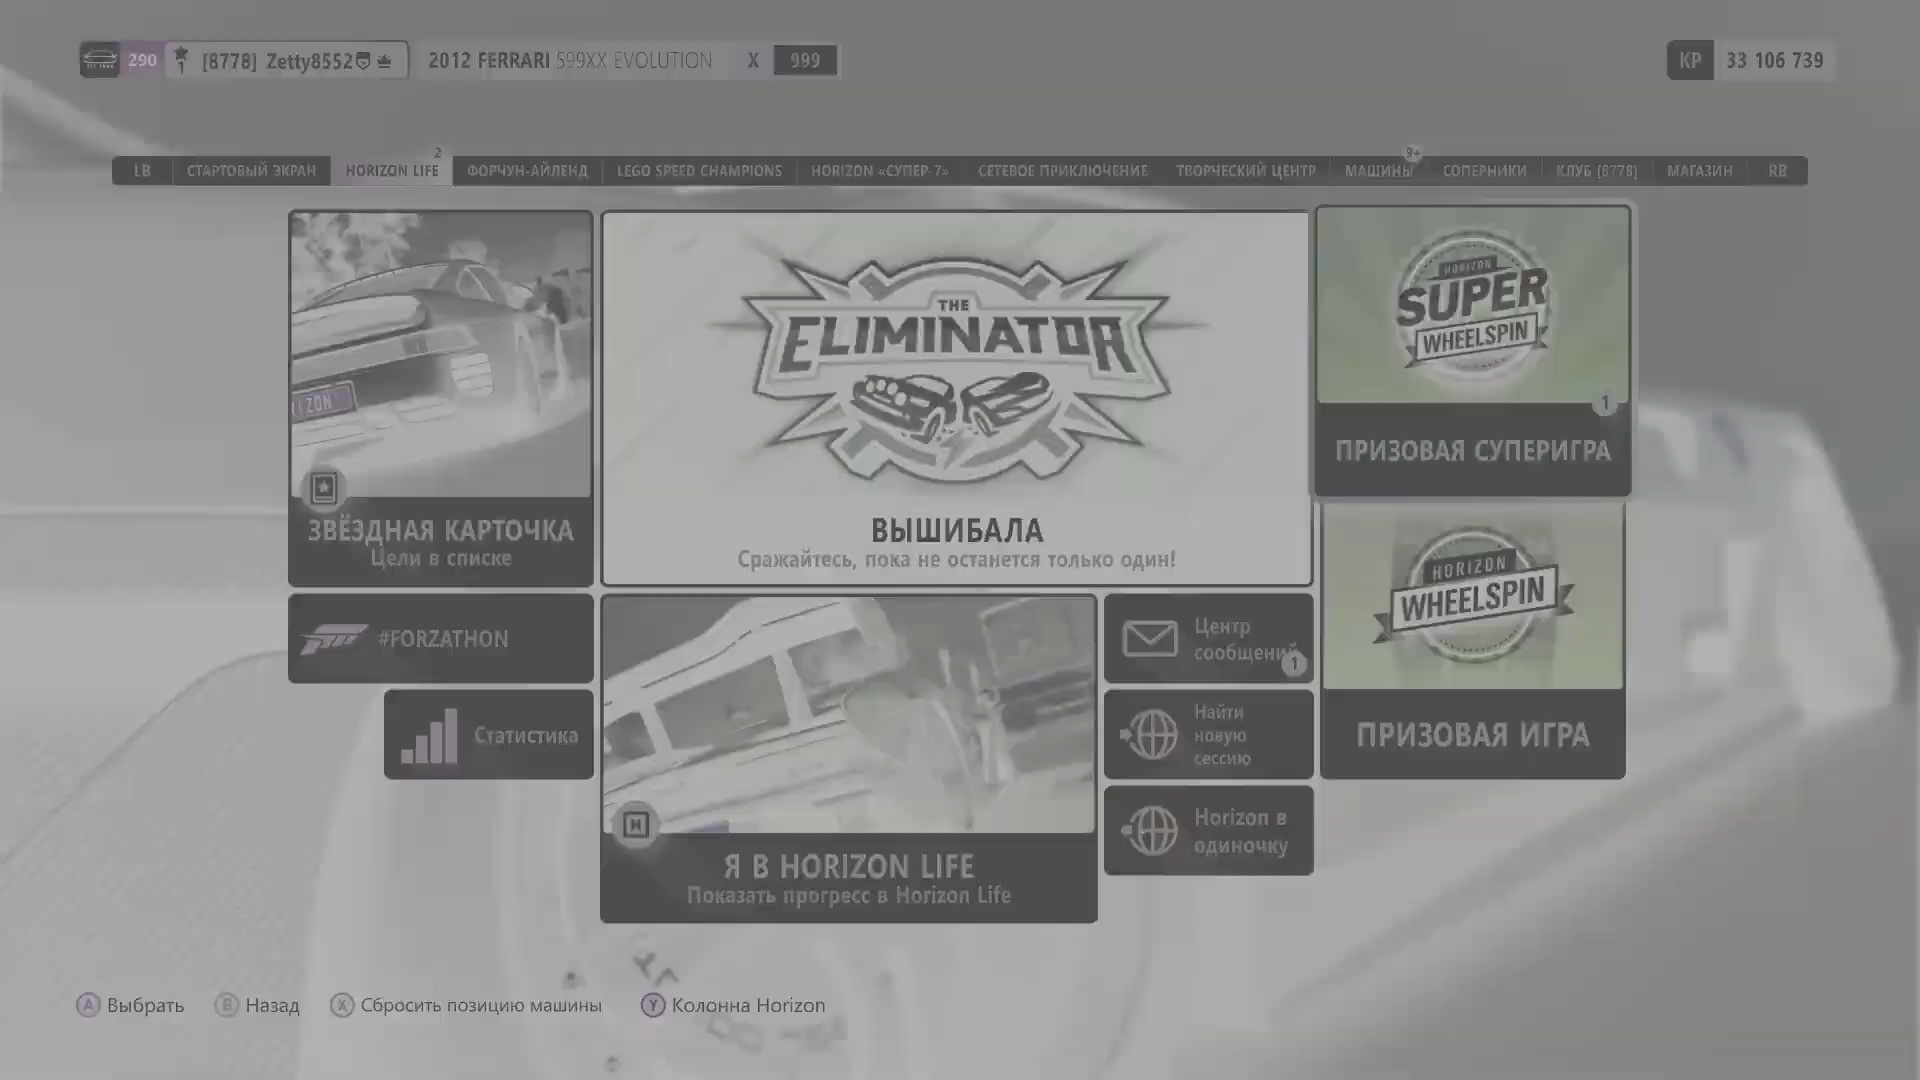 290 1 [8778] Zetty8552 2012 FERRARI 599XX EVOLUTION X 999 КР 33 106 739
LB СТАРТОВЫЙ ЭКРАН HORIZON LIFE 2 ФОРЧУН-АЙЛЕНД LEGO SPEED CHAMPIONS HORIZON «СУПЕР-7» СЕТЕВОЕ ПРИКЛЮЧЕНИЕ ТВОРЧЕСКИЙ ЦЕНТР МАШИНЫ 9+ СОПЕРНИКИ КЛУБ [8778] МАГАЗИН RB
ЗВЁЗДНАЯ КАРТОЧКА
Цели в списке
#FORZATHON
Статистика
THE
ELIMINATOR
ВЫШИБАЛА
Сражайтесь, пока не останется только один!
H
Я В HORIZON LIFE
Показать прогресс в Horizon Life
Центр
сообщений
1
Найти
новую
сессию
Horizon в
одиночку
HORIZON
SUPER
WHEELSPIN
1
ПРИЗОВАЯ СУПЕРИГРА
HORIZON
WHEELSPIN
ПРИЗОВАЯ ИГРА
A Выбрать B Назад X Сбросить позицию машины Y Колонна Horizon